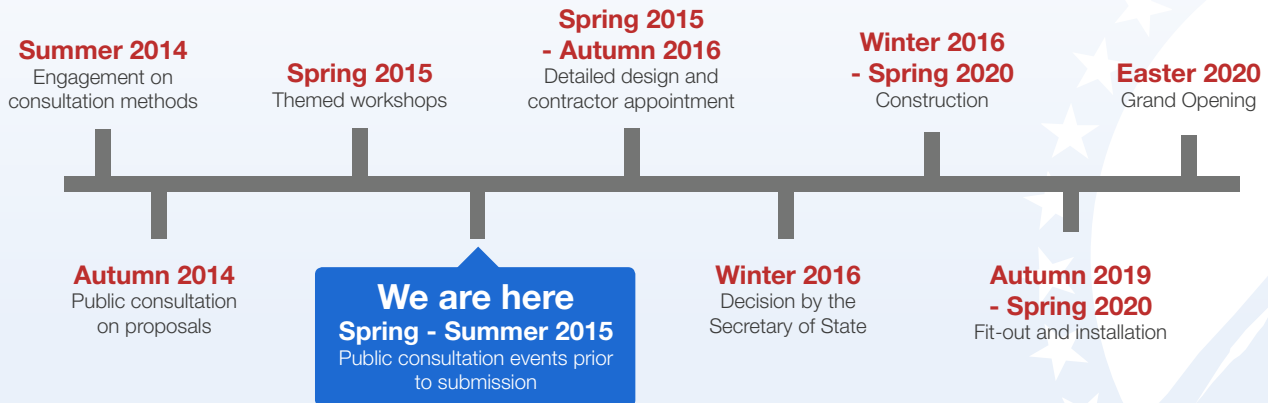 Summer 2014
Engagement on
consultation methods
Autumn 2014
Public consultation
on proposals
Spring 2015
Themed workshops
We are here
Spring - Summer 2015
Public consultation events prior
to submission
Spring 2015
- Autumn 2016
Detailed design and
contractor appointment
Winter 2016
Decision by the
Secretary of State
Winter 2016
- Spring 2020
Construction
Autumn 2019
- Spring 2020
Fit-out and installation
Easter 2020
Grand Opening